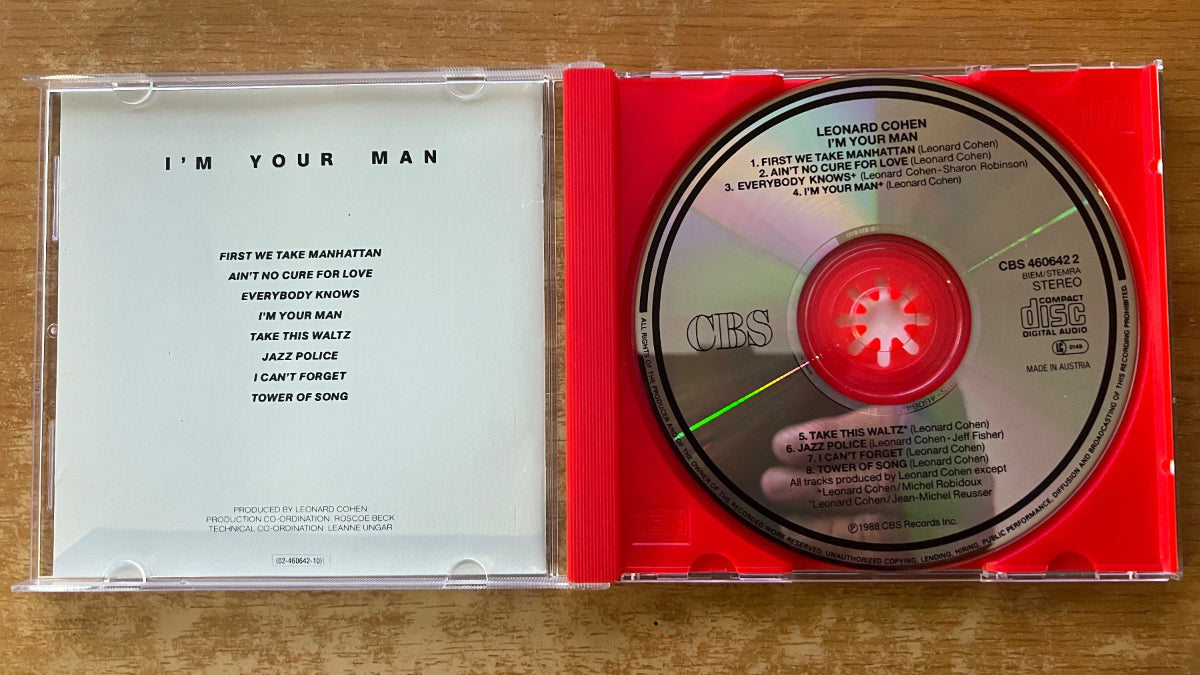 I'M YOUR MAN
FIRST WE TAKE MANHATTAN
AIN'T NO CURE FOR LOVE
EVERYBODY KNOWS
I'M YOUR MAN
TAKE THIS WALTZ
JAZZ POLICE
I CAN'T FORGET
TOWER OF SONG
PRODUCED BY LEONARD COHEN
PRODUCTION CO-ORDINATION: ROSCOE BECK
TECHNICAL CO-ORDINATION: LEANNE UNGAR
(02-460642-10)
LEONARD COHEN
I'M YOUR MAN
1. FIRST WE TAKE MANHATTAN (Leonard Cohen)
2. AIN'T NO CURE FOR LOVE (Leonard Cohen)
3. EVERYBODY KNOWS+ (Leonard Cohen-Sharon Robinson)
4. I'M YOUR MAN+ (Leonard Cohen)
CBS
CBS 460642 2
BIEM/STEMRA
STEREO
COMPACT
disc
DIGITAL AUDIO
LC 0149
MADE IN AUSTRIA
5. TAKE THIS WALTZ* (Leonard Cohen)
6. JAZZ POLICE (Leonard Cohen-Jeff Fisher)
7. I CAN'T FORGET (Leonard Cohen)
8. TOWER OF SONG (Leonard Cohen)
All tracks produced by Leonard Cohen except
+Leonard Cohen/Michel Robidoux
*Leonard Cohen/Jean-Michel Reusser
℗1988 CBS Records Inc.
ALL RIGHTS OF THE PRODUCER AND OF THE OWNER OF THE RECORDED WORK RESERVED. UNAUTHORIZED COPYING, LENDING, HIRING, PUBLIC PERFORMANCE, DIFFUSION AND BROADCASTING OF THIS RECORDING PROHIBITED.